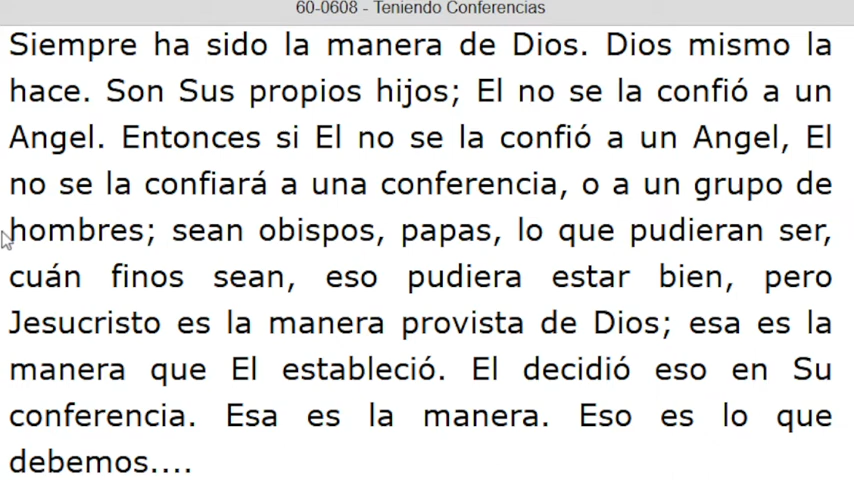 60-0608 - Teniendo Conferencias
Siempre ha sido la manera de Dios. Dios mismo la
hace. Son Sus propios hijos; El no se la confió a un
Angel. Entonces si El no se la confió a un Angel, El
no se la confiará a una conferencia, o a un grupo de
hombres; sean obispos, papas, lo que pudieran ser,
cuán finos sean, eso pudiera estar bien, pero
Jesucristo es la manera provista de Dios; esa es la
manera que El estableció. El decidió eso en Su
conferencia. Esa es la manera. Eso es lo que
debemos....